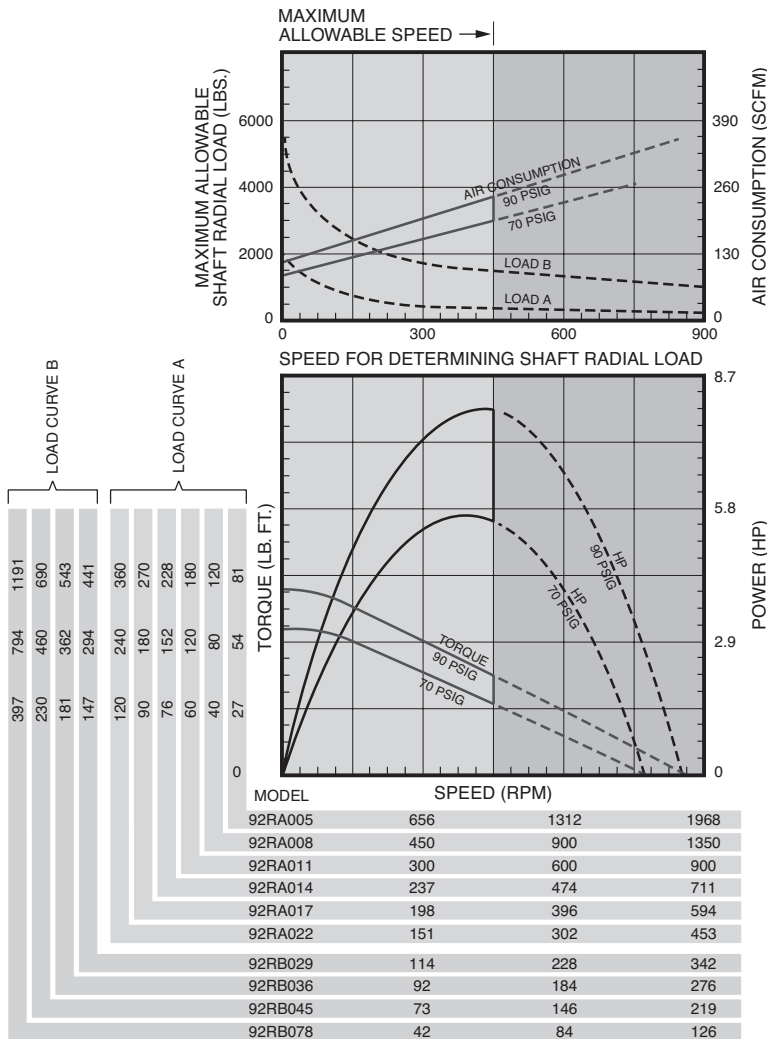 MAXIMUM
ALLOWABLE SPEED
MAXIMUM ALLOWABLE
SHAFT RADIAL LOAD (LBS.)
6000
4000
2000
0
390
260
130
0
AIR CONSUMPTION (SCFM)
AIR CONSUMPTION
90 PSIG
70 PSIG
LOAD B
LOAD A
0 300 600 900
SPEED FOR DETERMINING SHAFT RADIAL LOAD
LOAD CURVE B
LOAD CURVE A
1191 690 543 441 360 270 228 180 120 81
794 460 362 294 240 180 152 120 80 54
397 230 181 147 120 90 76 60 40 27
0
TORQUE (LB. FT.)
8.7
5.8
2.9
0
POWER (HP)
HP
90 PSIG
HP
70 PSIG
TORQUE
90 PSIG
70 PSIG
MODEL SPEED (RPM)
92RA005 656 1312 1968
92RA008 450 900 1350
92RA011 300 600 900
92RA014 237 474 711
92RA017 198 396 594
92RA022 151 302 453
92RB029 114 228 342
92RB036 92 184 276
92RB045 73 146 219
92RB078 42 84 126